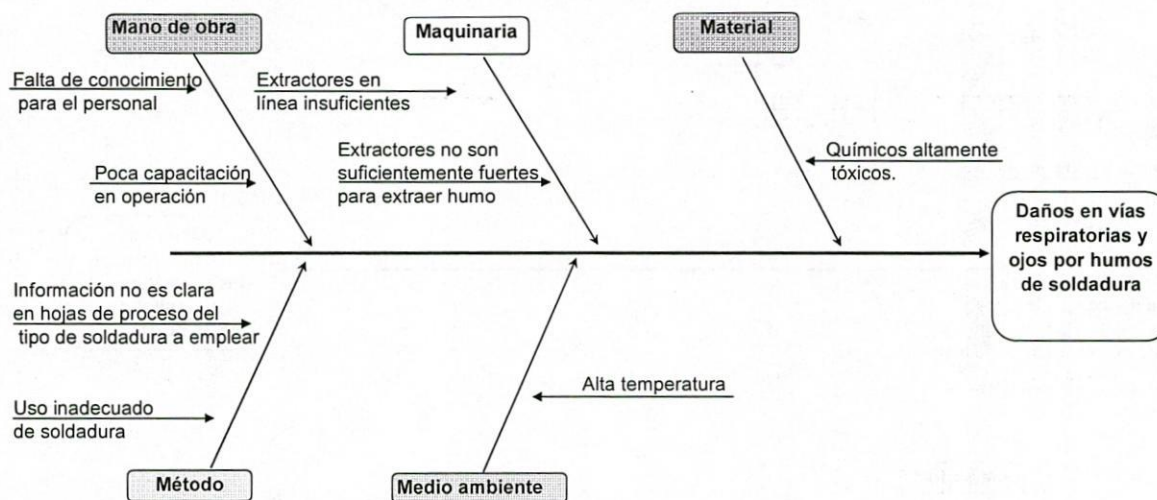 Mano de obra
Maquinaria
Material
Falta de conocimiento
para el personal
Extractores en
línea insuficientes
Poca capacitación
en operación
Extractores no son
suficientemente fuertes
para extraer humo
Químicos altamente
tóxicos.
Daños en vías
respiratorias y
ojos por humos
de soldadura
Información no es clara
en hojas de proceso del
tipo de soldadura a emplear
Alta temperatura
Uso inadecuado
de soldadura
Método
Medio ambiente